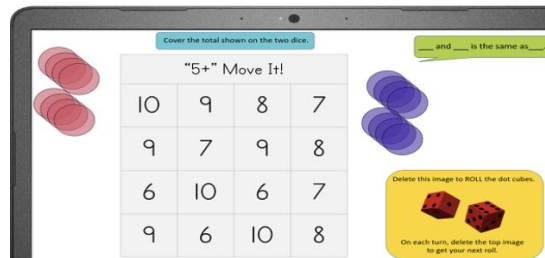 Cover the total shown on the two dice.
___ and ___ is the same as___.
"5+" Move It!
10 9 8 7
9 7 9 8
6 10 6 7
9 6 10 8
Delete this image to ROLL the dot cubes.
On each turn, delete the top image
to get your next roll.